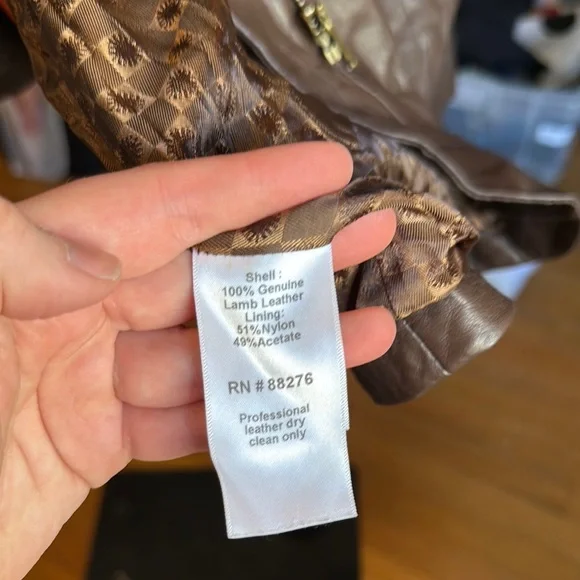 Shell :
100% Genuine
Lamb Leather
Lining:
51%Nylon
49%Acetate
RN # 88276
Professional
leather dry
clean only